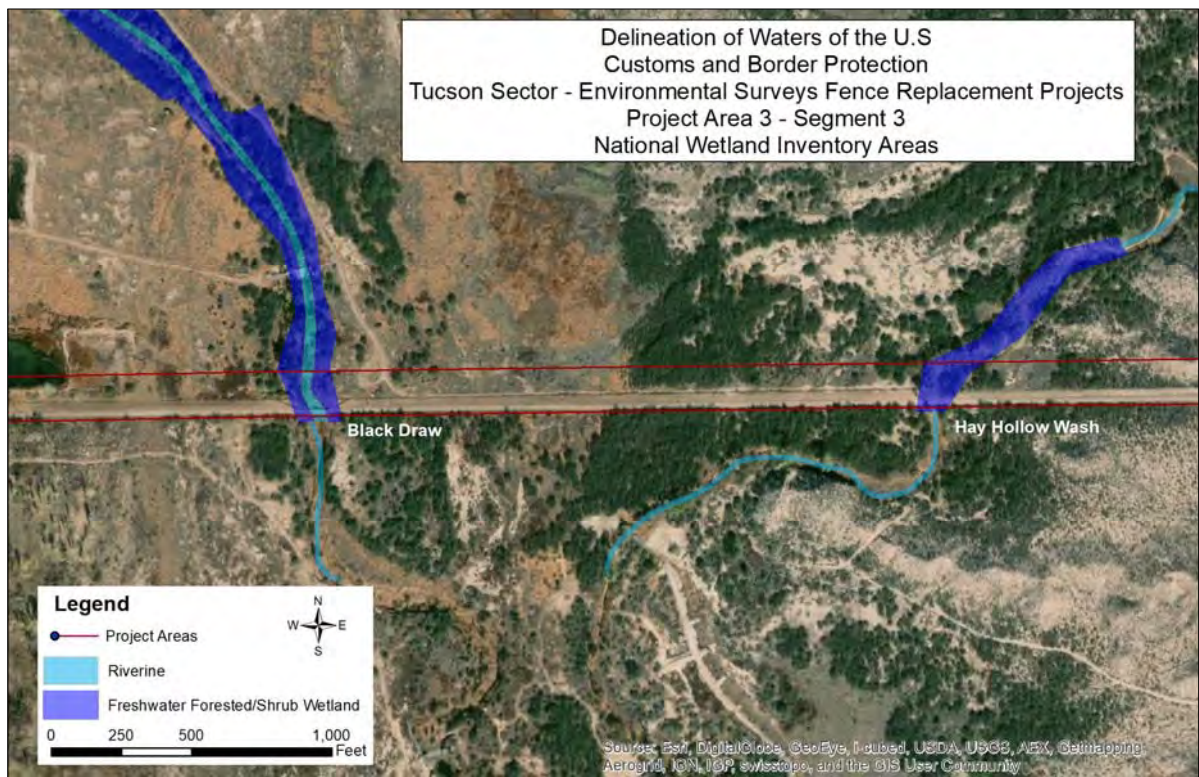 Delineation of Waters of the U.S
Customs and Border Protection
Tucson Sector - Environmental Surveys Fence Replacement Projects
Project Area 3 - Segment 3
National Wetland Inventory Areas
Black Draw
Hay Hollow Wash
Legend
Project Areas
Riverine
Freshwater Forested/Shrub Wetland
N
W E
S
0 250 500 1,000
Feet
Source: Esri, DigitalGlobe, GeoEye, i-cubed, USDA, USGS, AEX, Getmapping,
Aerogrid, IGN, IGP, swisstopo, and the GIS User Community